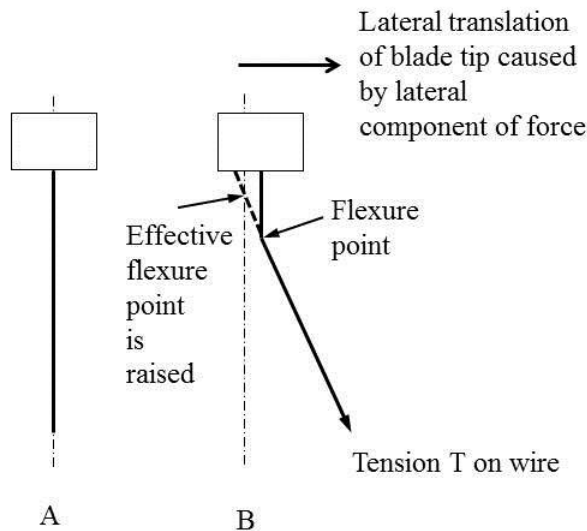 Lateral translation
of blade tip caused
by lateral
component of force
Flexure
point
Effective
flexure
point
is
raised
Tension T on wire
A
B